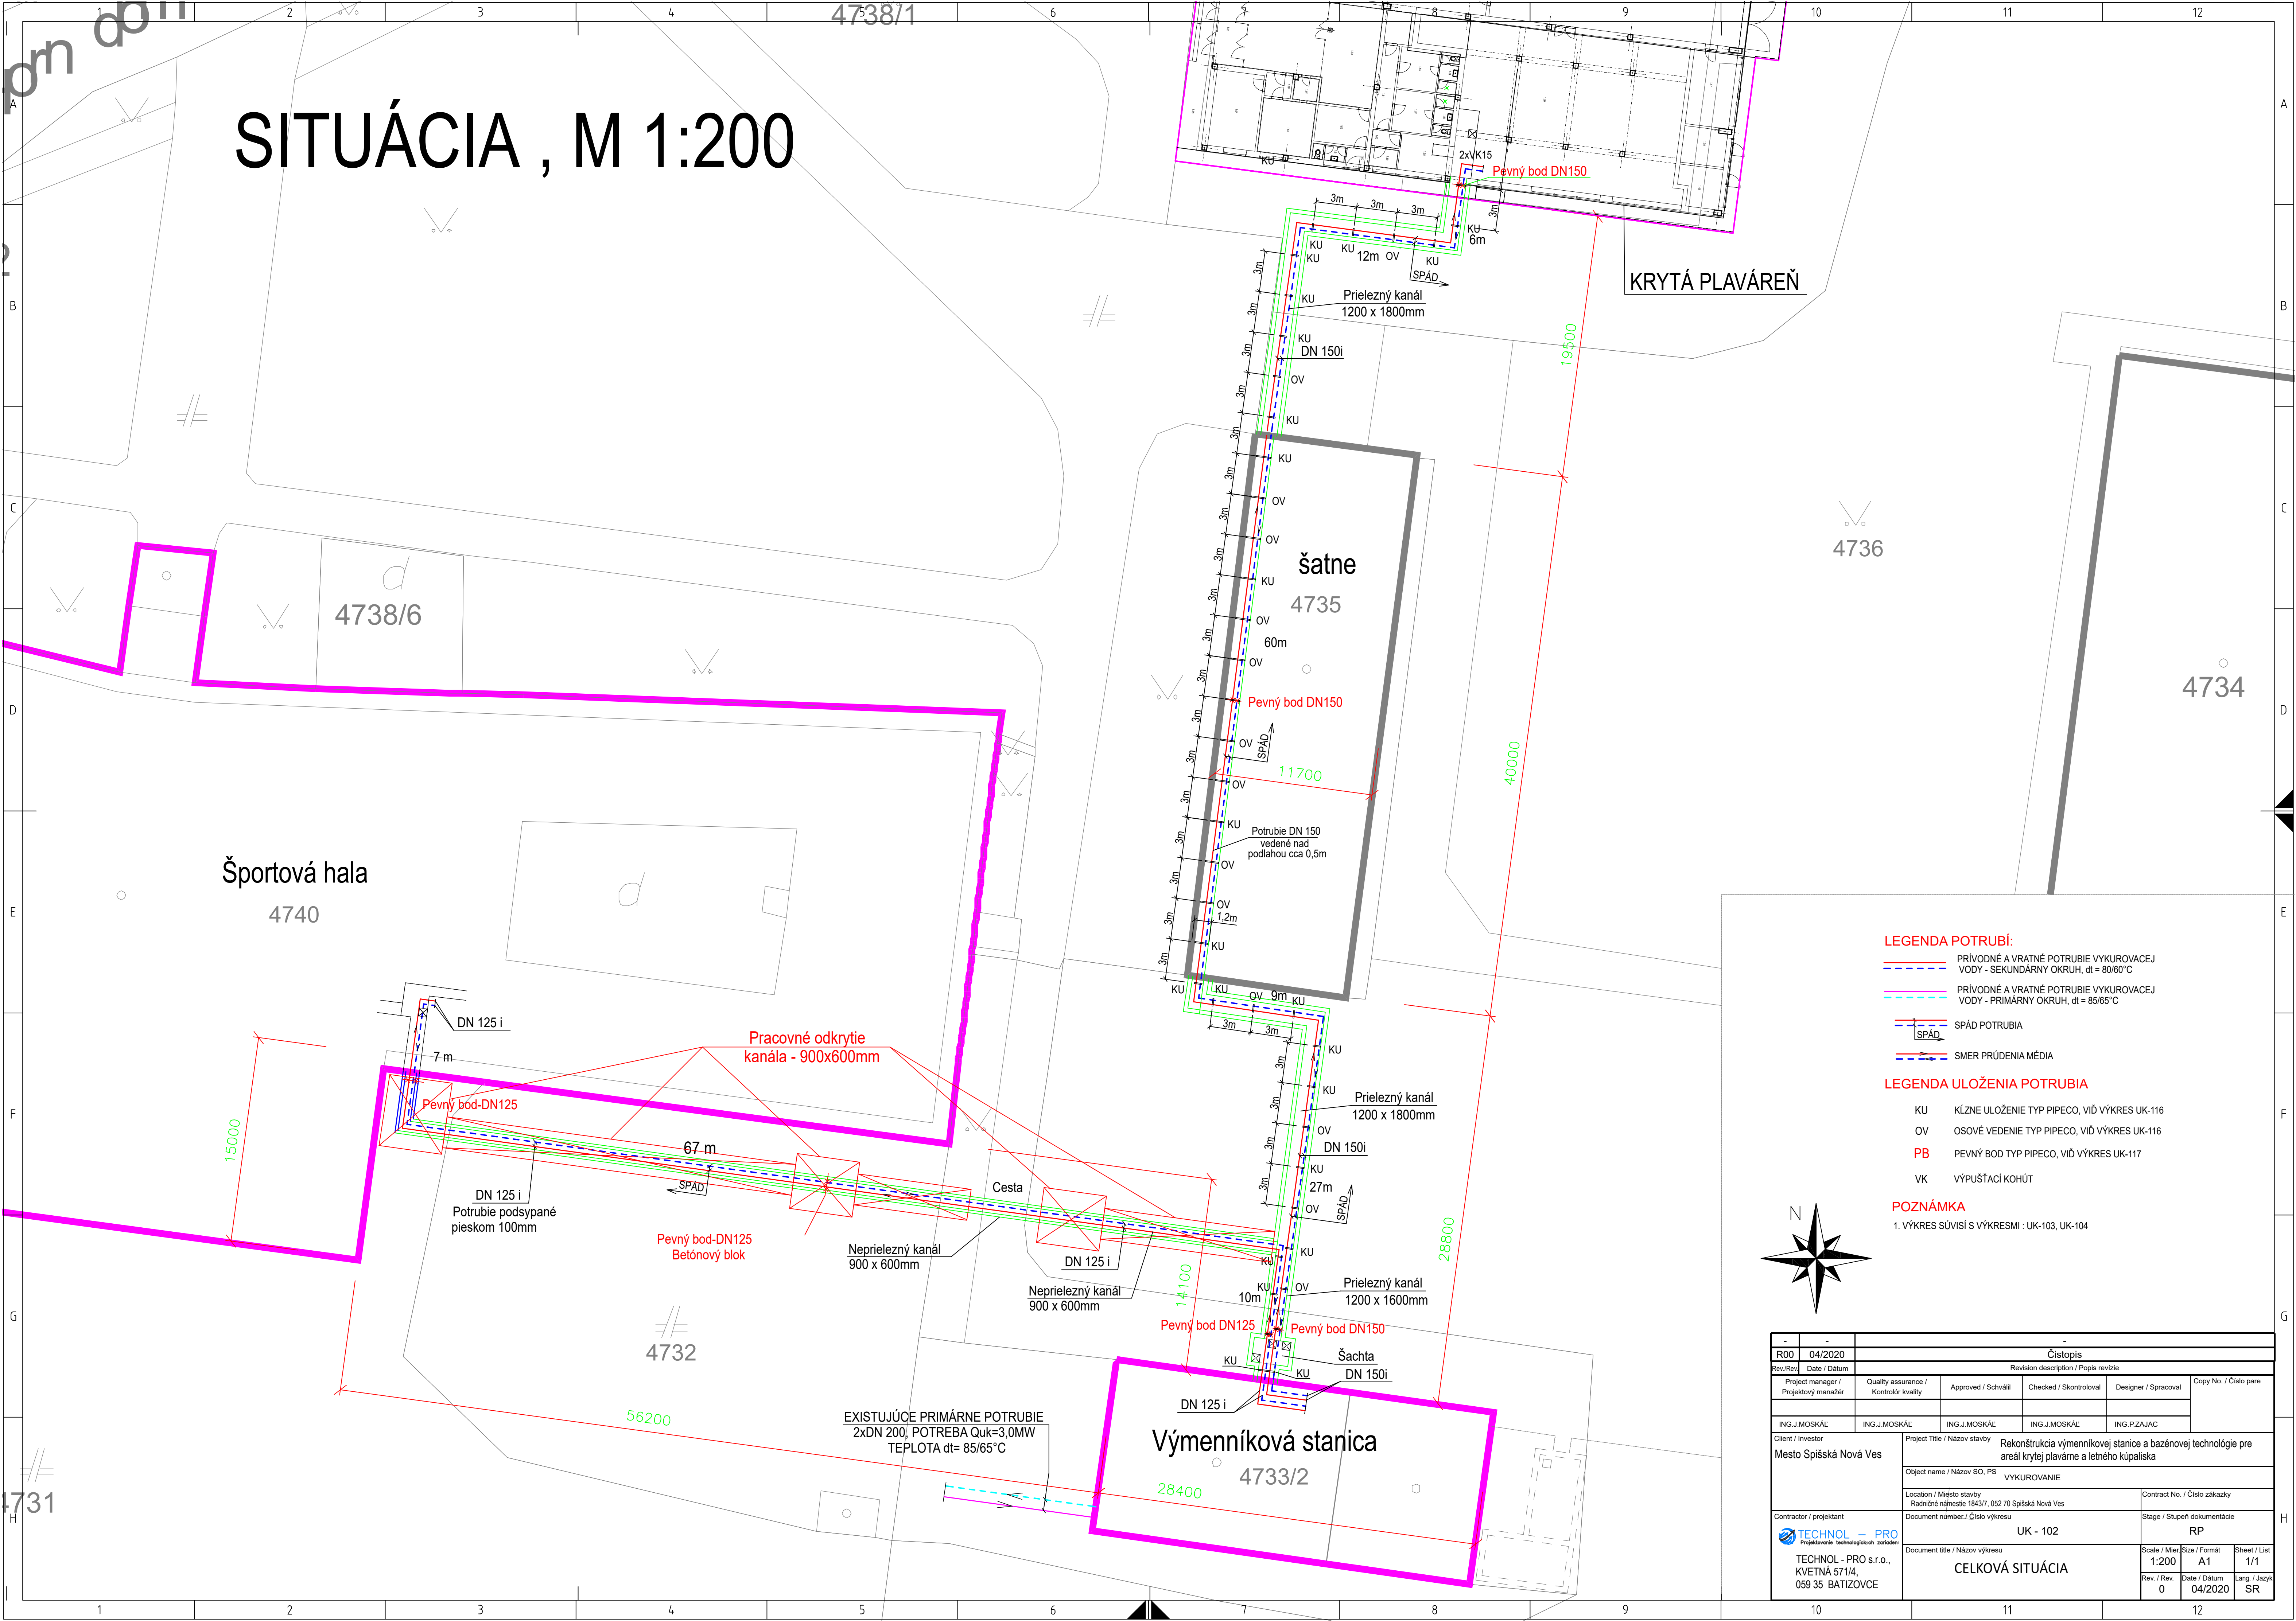 4738/1
SITUÁCIA , M 1:200
2xVK15
Pevný bod DN150
KU
3m
3m
3m
3m
KU
6m
KU
KU
KU
12m
OV
KU
SPÁD
KRYTÁ PLAVÁREŇ
Prielezný kanál
1200 x 1800mm
KU
KU
DN 150i
OV
KU
KU
OV
OV
KU
OV
60m
OV
19500
40000
28800
šatne
4735
4736
4734
4738/6
Pevný bod DN150
OV
SPÁD
11700
OV
KU
Potrubie DN 150
vedené nad
podlahou cca 0,5m
OV
OV
1,2m
KU
Športová hala
4740
KU
KU
OV
9m
KU
3m
3m
DN 125 i
7 m
Pracovné odkrytie
kanála - 900x600mm
Pevný bod-DN125
15000
67 m
SPÁD
DN 125 i
Potrubie podsypané
pieskom 100mm
Cesta
Pevný bod-DN125
Betónový blok
Neprielezný kanál
900 x 600mm
DN 125 i
Neprielezný kanál
900 x 600mm
14100
KU
KU
Prielezný kanál
1200 x 1800mm
OV
DN 150i
KU
27m
OV
SPÁD
KU
KU
KU
OV
10m
Prielezný kanál
1200 x 1600mm
Pevný bod DN125
Pevný bod DN150
Šachta
KU
KU
DN 150i
DN 125 i
4732
4731
56200
EXISTUJÚCE PRIMÁRNE POTRUBIE
2xDN 200, POTREBA Quk=3,0MW
TEPLOTA dt= 85/65°C
Výmenníková stanica
4733/2
28400
LEGENDA POTRUBÍ:
PRÍVODNÉ A VRATNÉ POTRUBIE VYKUROVACEJ
VODY - SEKUNDÁRNY OKRUH, dt = 80/60°C
PRÍVODNÉ A VRATNÉ POTRUBIE VYKUROVACEJ
VODY - PRIMÁRNY OKRUH, dt = 85/65°C
SPÁD
SPÁD POTRUBIA
SMER PRÚDENIA MÉDIA
LEGENDA ULOŽENIA POTRUBIA
KU KĹZNE ULOŽENIE TYP PIPECO, VIĎ VÝKRES UK-116
OV OSOVÉ VEDENIE TYP PIPECO, VIĎ VÝKRES UK-116
PB PEVNÝ BOD TYP PIPECO, VIĎ VÝKRES UK-117
VK VÝPUŠŤACÍ KOHÚT
POZNÁMKA
1. VÝKRES SÚVISÍ S VÝKRESMI : UK-103, UK-104
N
- - -
R00 04/2020 Čistopis
Rev./Rev. Date / Dátum Revision description / Popis revízie
Project manager / Projektový manažér
Quality assurance / Kontrolór kvality
Approved / Schválil
Checked / Skontroloval
Designer / Spracoval
Copy No. / Číslo pare
ING.J.MOSKÁĽ ING.J.MOSKÁĽ ING.J.MOSKÁĽ ING.J.MOSKÁĽ ING.P.ZAJAC
Client / Investor
Mesto Spišská Nová Ves
Project Title / Názov stavby
Rekonštrukcia výmenníkovej stanice a bazénovej technológie pre
areál krytej plavárne a letného kúpaliska
Object name / Názov SO, PS
VYKUROVANIE
Location / Miesto stavby
Radničné námestie 1843/7, 052 70 Spišská Nová Ves
Contract No. / Číslo zákazky
Contractor / projektant
TECHNOL - PRO
TECHNOL - PRO s.r.o.,
KVETNÁ 571/4,
059 35 BATIZOVCE
Document number / Číslo výkresu
UK - 102
Stage / Stupeň dokumentácie
RP
Document title / Názov výkresu
CELKOVÁ SITUÁCIA
Scale / Mier.
1:200
Size / Formát
A1
Sheet / List
1/1
Rev. / Rev.
0
Date / Dátum
04/2020
Lang. / Jazyk
SR